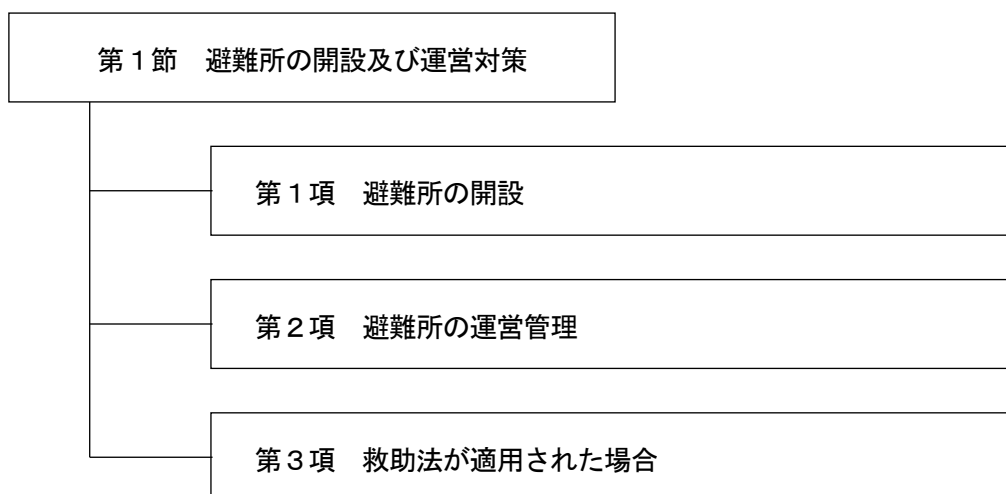 第１節　避難所の開設及び運営対策
第１項　避難所の開設
第２項　避難所の運営管理
第３項　救助法が適用された場合